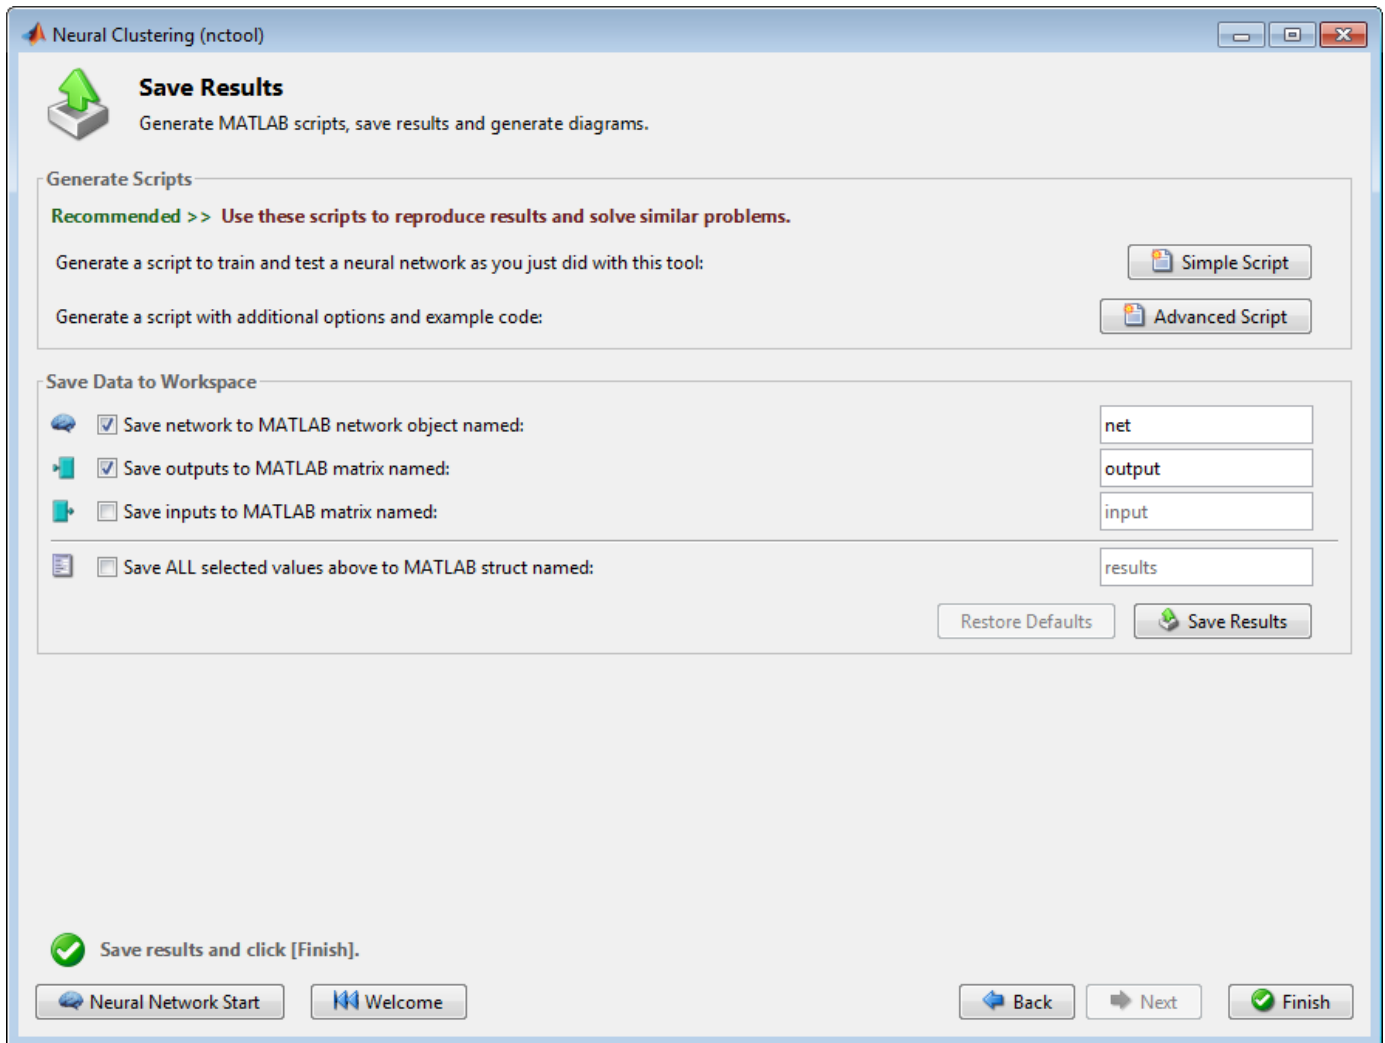 Neural Clustering (nctool)
Save Results
Generate MATLAB scripts, save results and generate diagrams.
Generate Scripts
Recommended >> Use these scripts to reproduce results and solve similar problems.
Generate a script to train and test a neural network as you just did with this tool: Simple Script
Generate a script with additional options and example code: Advanced Script
Save Data to Workspace
Save network to MATLAB network object named: net
Save outputs to MATLAB matrix named: output
Save inputs to MATLAB matrix named: input
Save ALL selected values above to MATLAB struct named: results
Restore Defaults Save Results
Save results and click [Finish].
Neural Network Start Welcome Back Next Finish